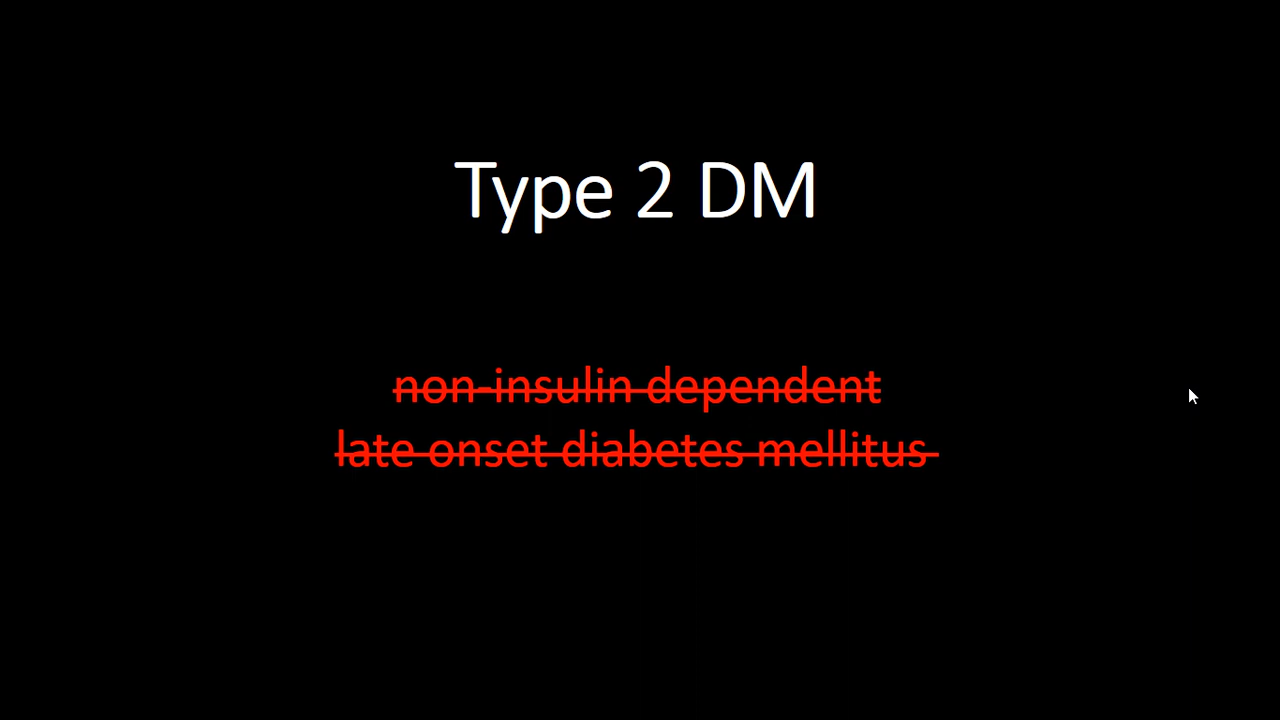 Type 2 DM
non-insulin dependent
late onset diabetes mellitus